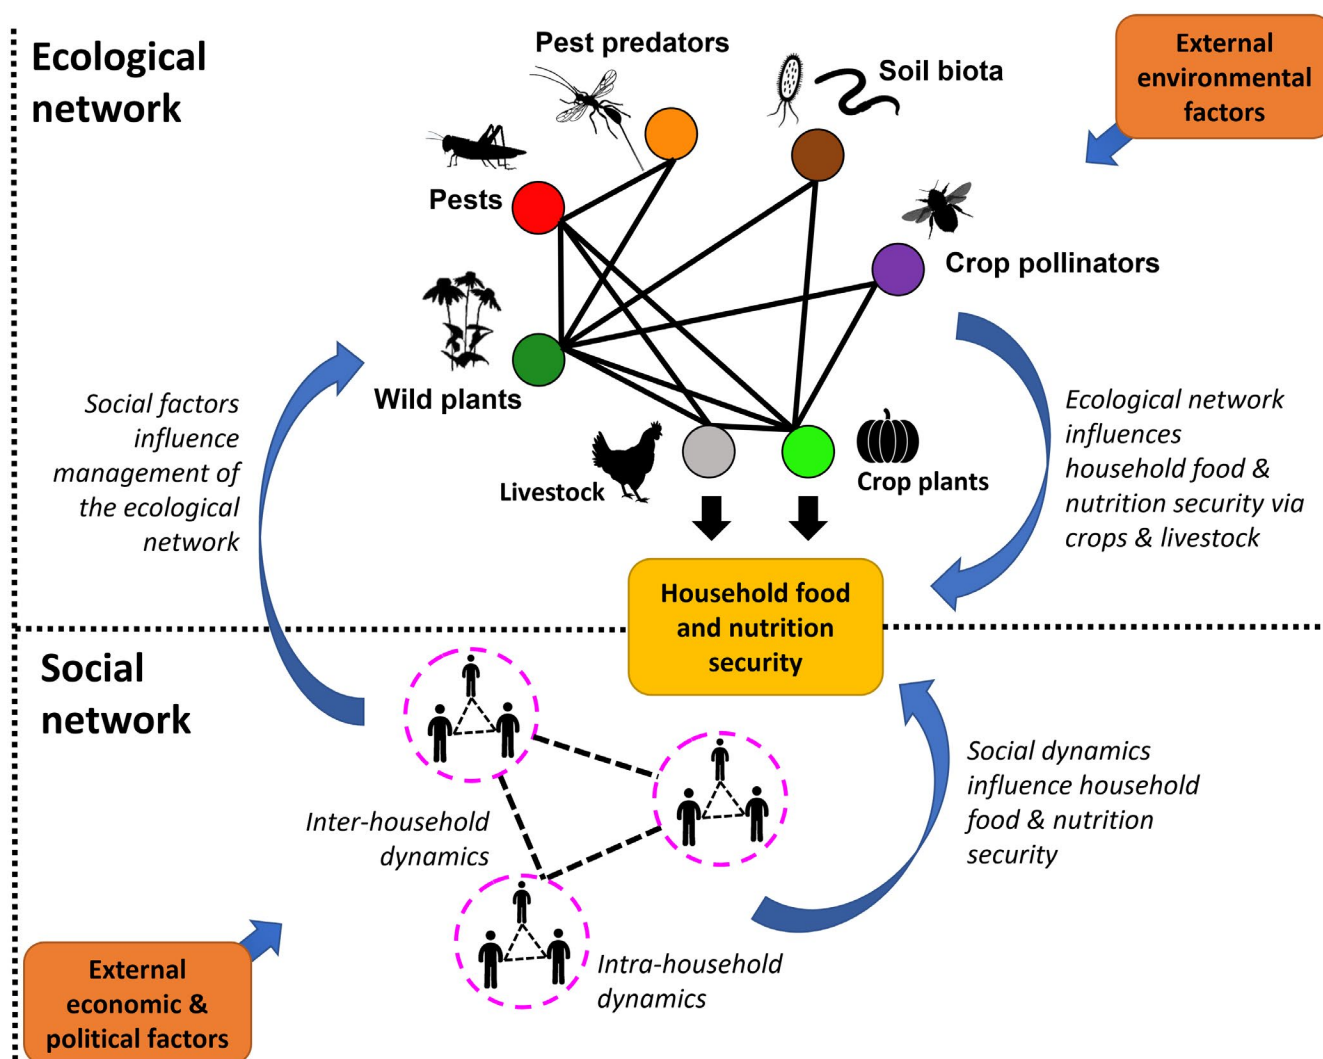 Ecological
network
Pest predators
Soil biota
External
environmental
factors
Pests
Crop pollinators
Wild plants
Livestock
Crop plants
Social factors
influence
management of
the ecological
network
Ecological network
influences
household food &
nutrition security via
crops & livestock
Household food
and nutrition
security
Social
network
Inter-household
dynamics
Social dynamics
influence household
food & nutrition
security
Intra-household
dynamics
External
economic &
political factors